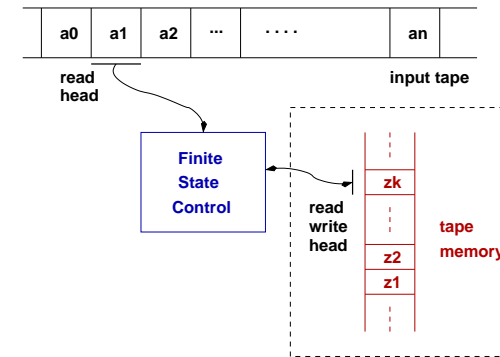 a0 a1 a2 ... .... an
read
head
input tape
Finite
State
Control
zk
read
write
head
tape
memory
z2
z1